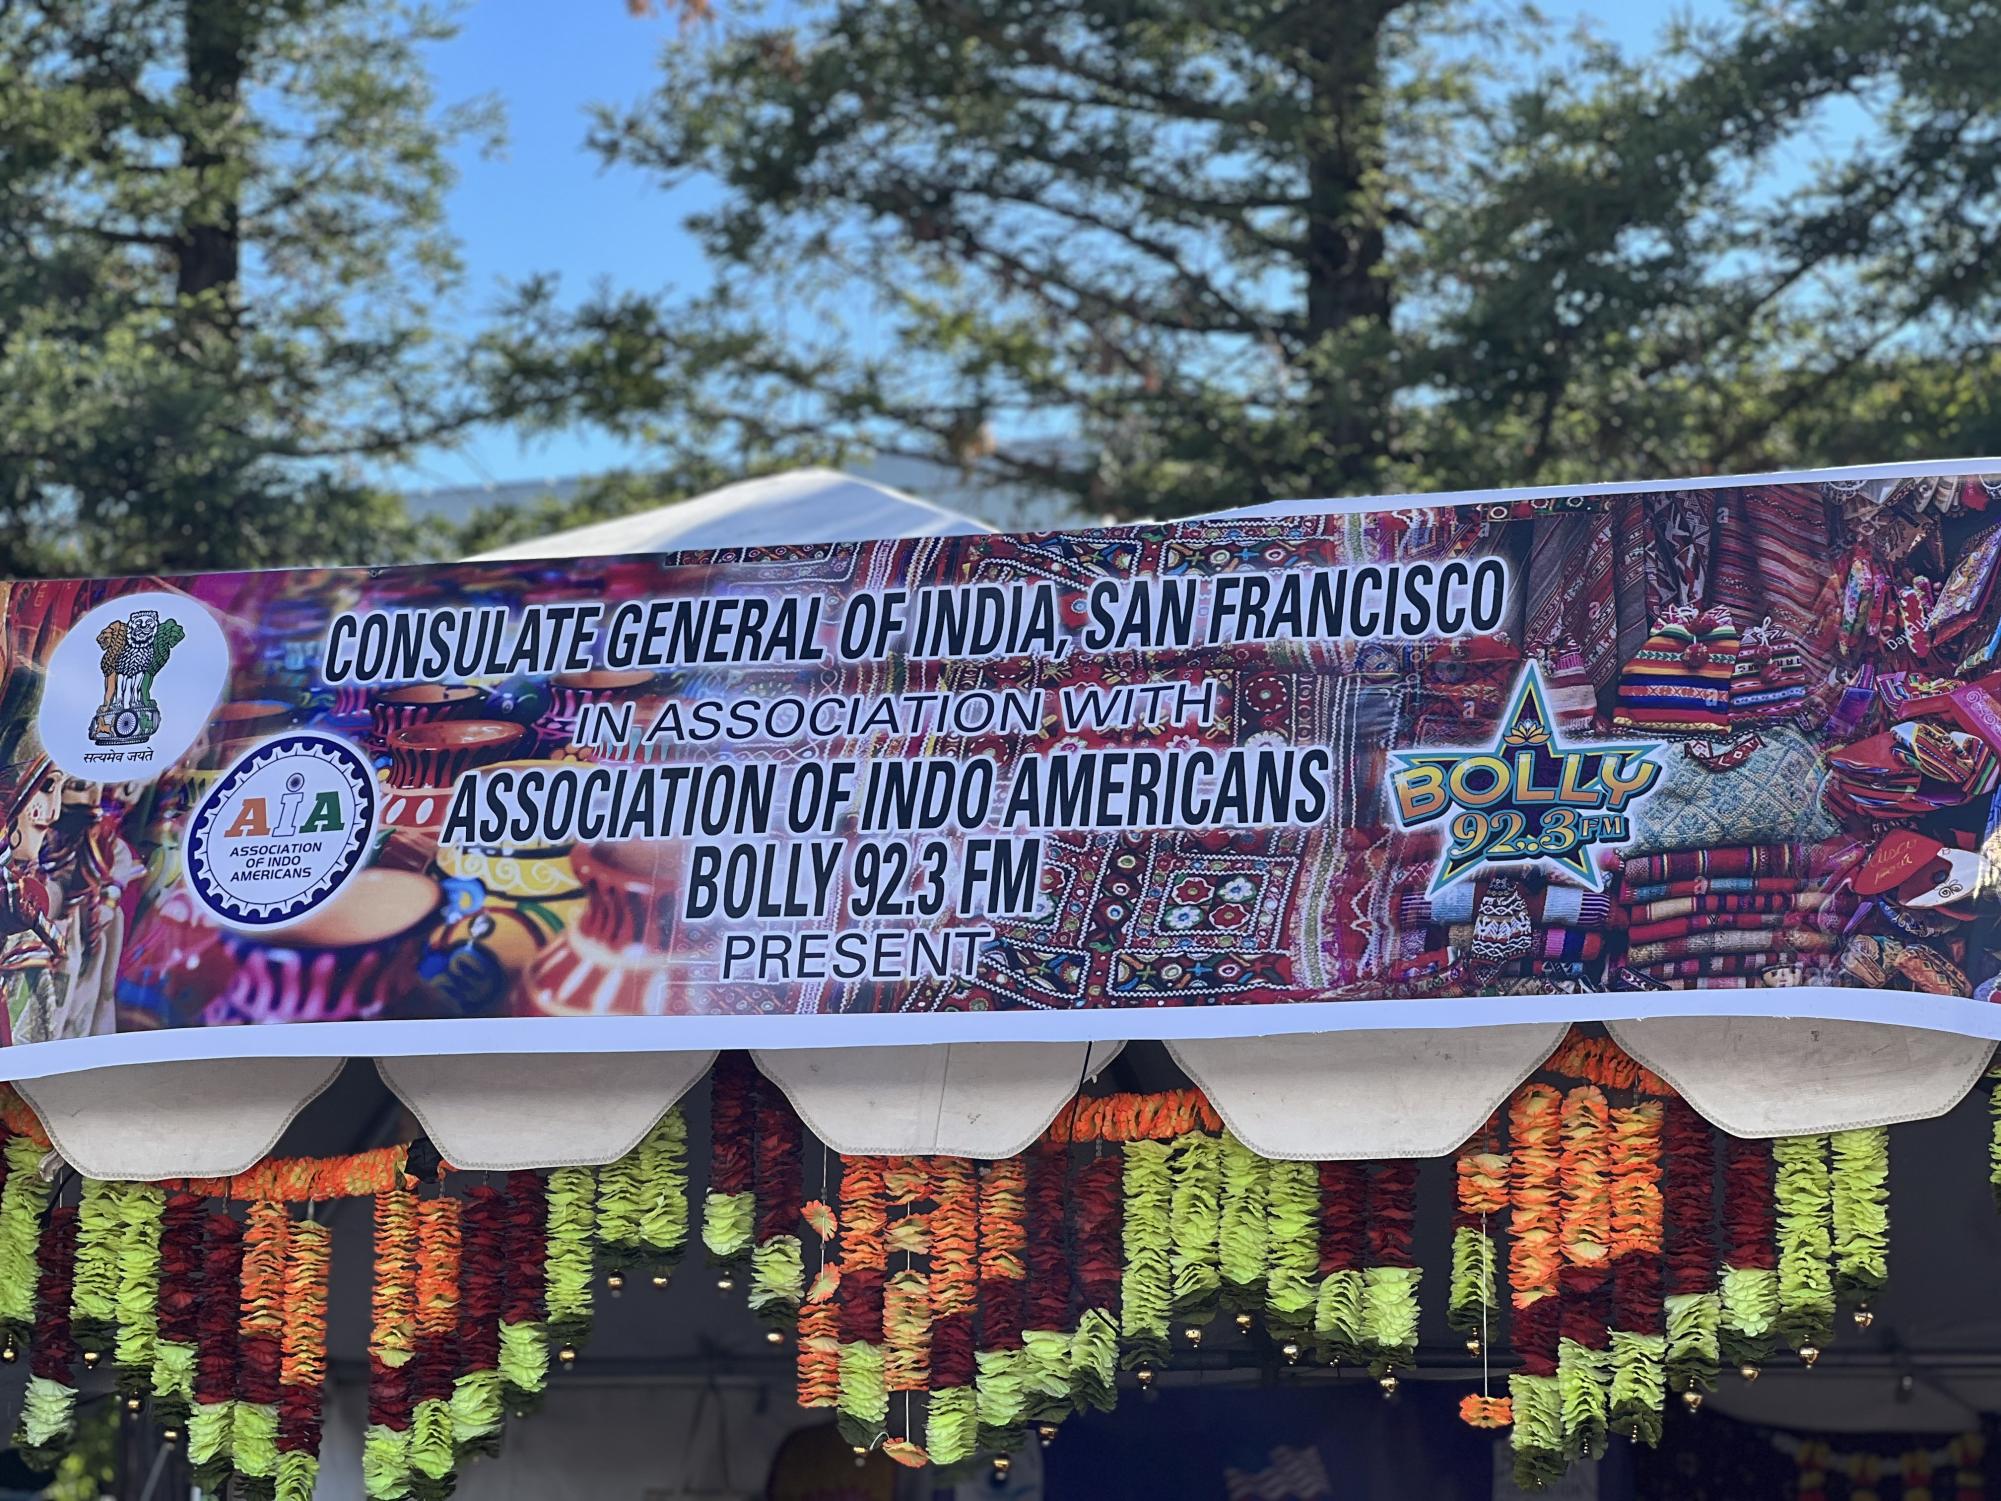 CONSULATE GENERAL OF INDIA, SAN FRANCISCO
IN ASSOCIATION WITH
ASSOCIATION OF INDO AMERICANS
BOLLY 92.3 FM
PRESENT
सत्यमेव जयते
AIA
ASSOCIATION
OF INDO
AMERICANS
BOLLY
92.3 FM